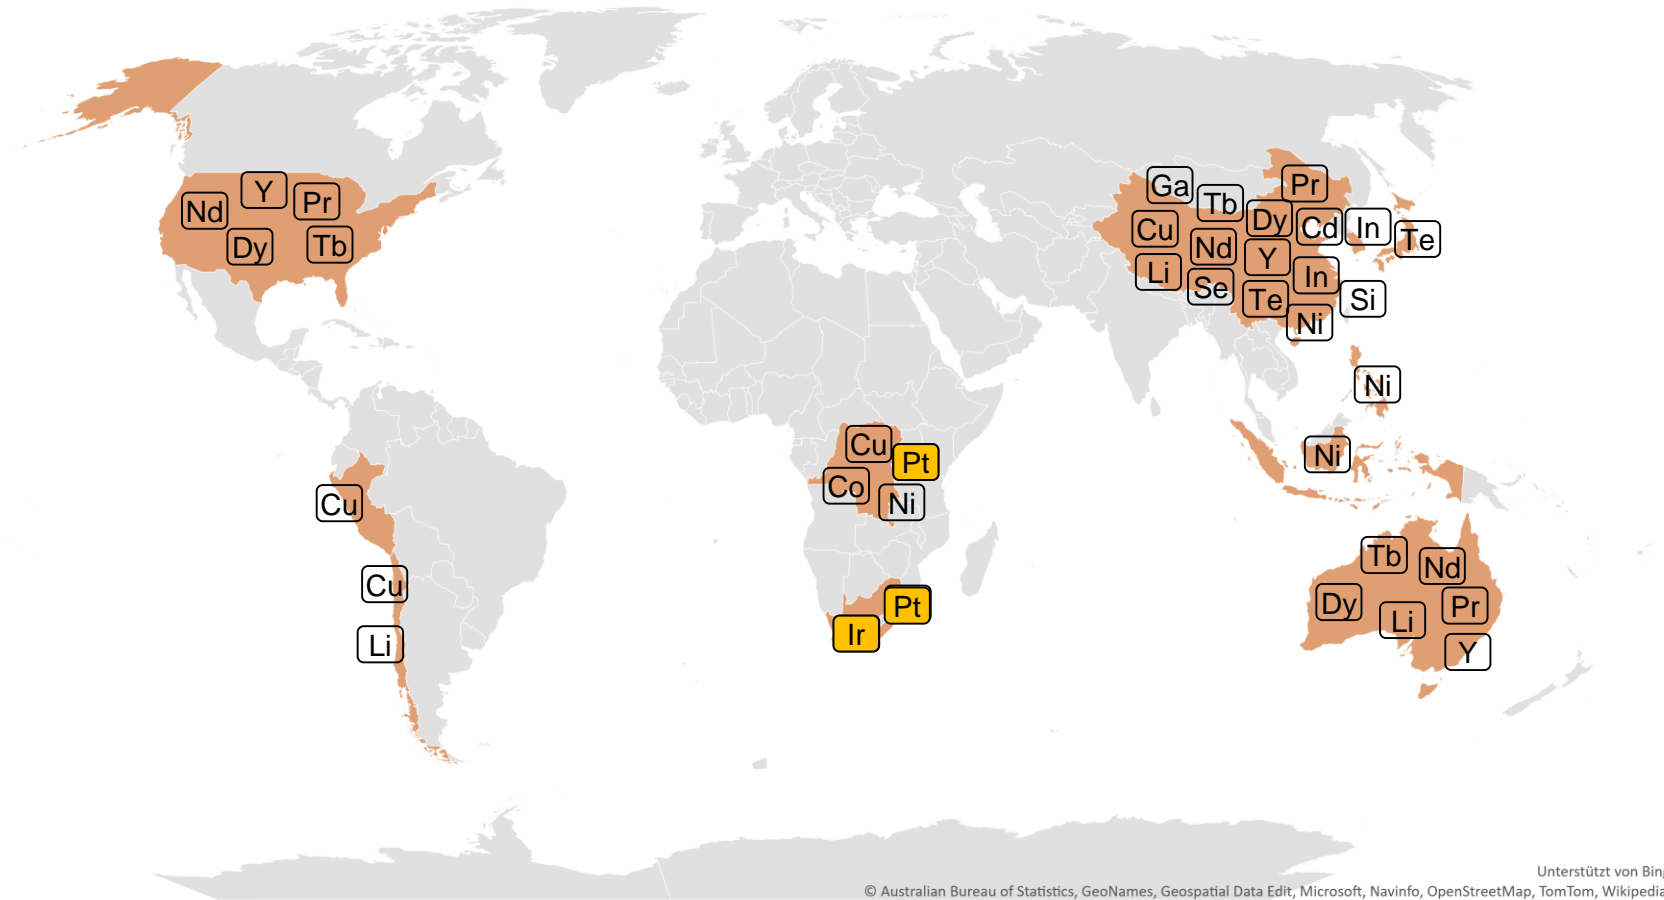 Y
Nd
Pr
Dy
Tb
Ga
Tb
Pr
Cu
Nd
Dy
Cd
In
Te
Li
Se
Y
In
Te
Si
Ni
Ni
Ni
Cu
Pt
Co
Ni
Cu
Cu
Li
Pt
Ir
Tb
Nd
Dy
Li
Pr
Y
Unterstützt von Bing
© Australian Bureau of Statistics, GeoNames, Geospatial Data Edit, Microsoft, Navinfo, OpenStreetMap, TomTom, Wikipedia